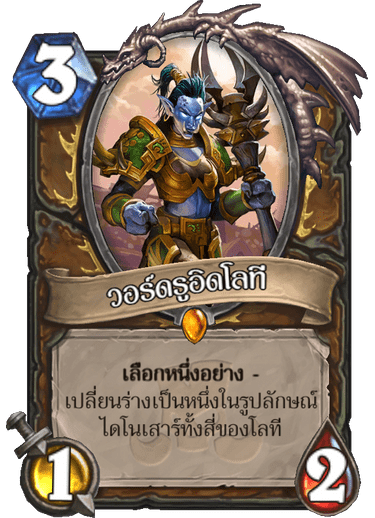 3
วอร์ดรูอิดโลที
เลือกหนึ่งอย่าง -
เปลี่ยนร่างเป็นหนึ่งในรูปลักษณ์
ไดโนเสาร์ทั้งสี่ของโลที
1
2